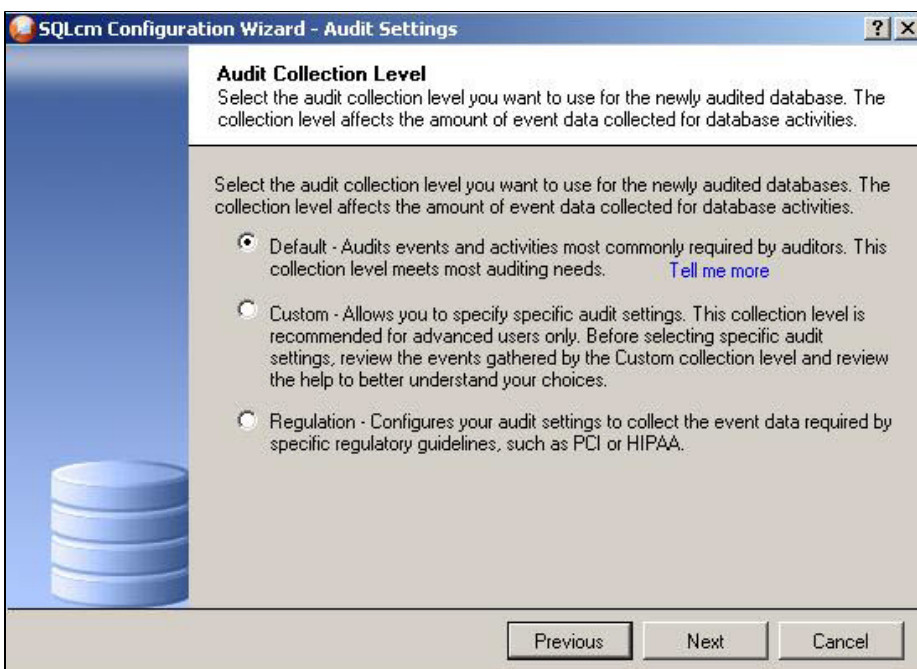 SQLcm Configuration Wizard - Audit Settings
Audit Collection Level
Select the audit collection level you want to use for the newly audited database. The
collection level affects the amount of event data collected for database activities.
Select the audit collection level you want to use for the newly audited databases. The
collection level affects the amount of event data collected for database activities.
Default - Audits events and activities most commonly required by auditors. This
collection level meets most auditing needs. Tell me more
Custom - Allows you to specify specific audit settings. This collection level is
recommended for advanced users only. Before selecting specific audit
settings, review the events gathered by the Custom collection level and review
the help to better understand your choices.
Regulation - Configures your audit settings to collect the event data required by
specific regulatory guidelines, such as PCI or HIPAA.
Previous Next Cancel